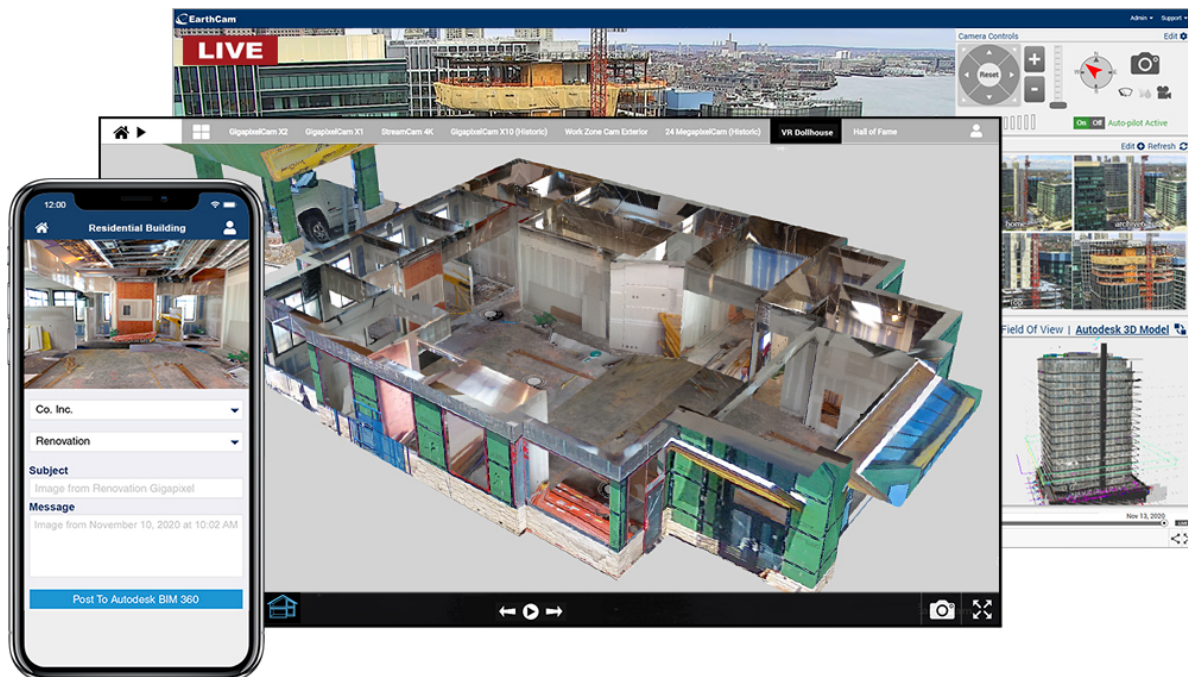 EarthCam
Admin
Support
LIVE
Camera Controls
Edit
Reset
N
W
On Off Auto-pilot Active
Edit Refresh
home
Field Of View | Autodesk 3D Model
Nov 13, 2020
LIVE
GigapixelCam X2
GigapixelCam X1
StreamCam 4K
GigapixelCam X10 (Historic)
Work Zone Cam Exterior
24 MegapixelCam (Historic)
VR Dollhouse
Hall of Fame
12:00
Residential Building
Co. Inc.
Renovation
Subject
Image from Renovation Gigapixel
Message
Image from November 10, 2020 at 10:02 AM
Post To Autodesk BIM 360